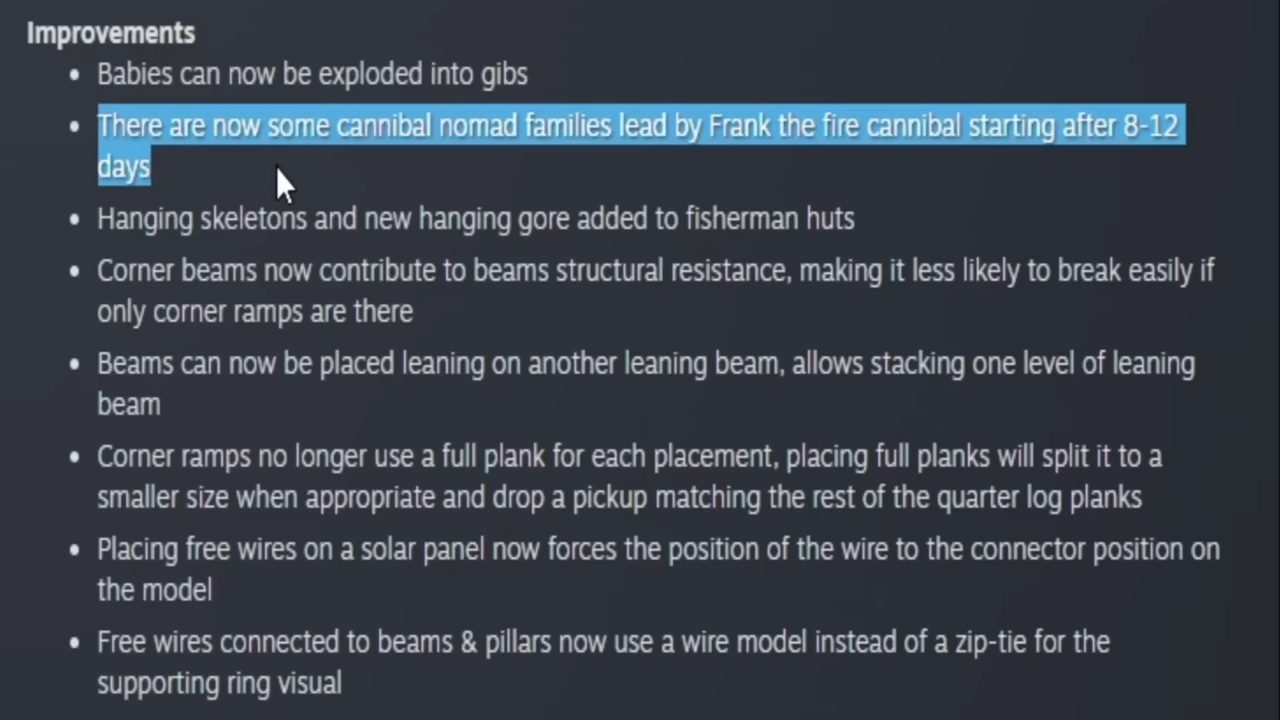 Improvements
• Babies can now be exploded into gibs
• There are now some cannibal nomad families lead by Frank the fire cannibal starting after 8-12
days
• Hanging skeletons and new hanging gore added to fisherman huts
• Corner beams now contribute to beams structural resistance, making it less likely to break easily if
only corner ramps are there
• Beams can now be placed leaning on another leaning beam, allows stacking one level of leaning
beam
• Corner ramps no longer use a full plank for each placement, placing full planks will split it to a
smaller size when appropriate and drop a pickup matching the rest of the quarter log planks
• Placing free wires on a solar panel now forces the position of the wire to the connector position on
the model
• Free wires connected to beams & pillars now use a wire model instead of a zip-tie for the
supporting ring visual